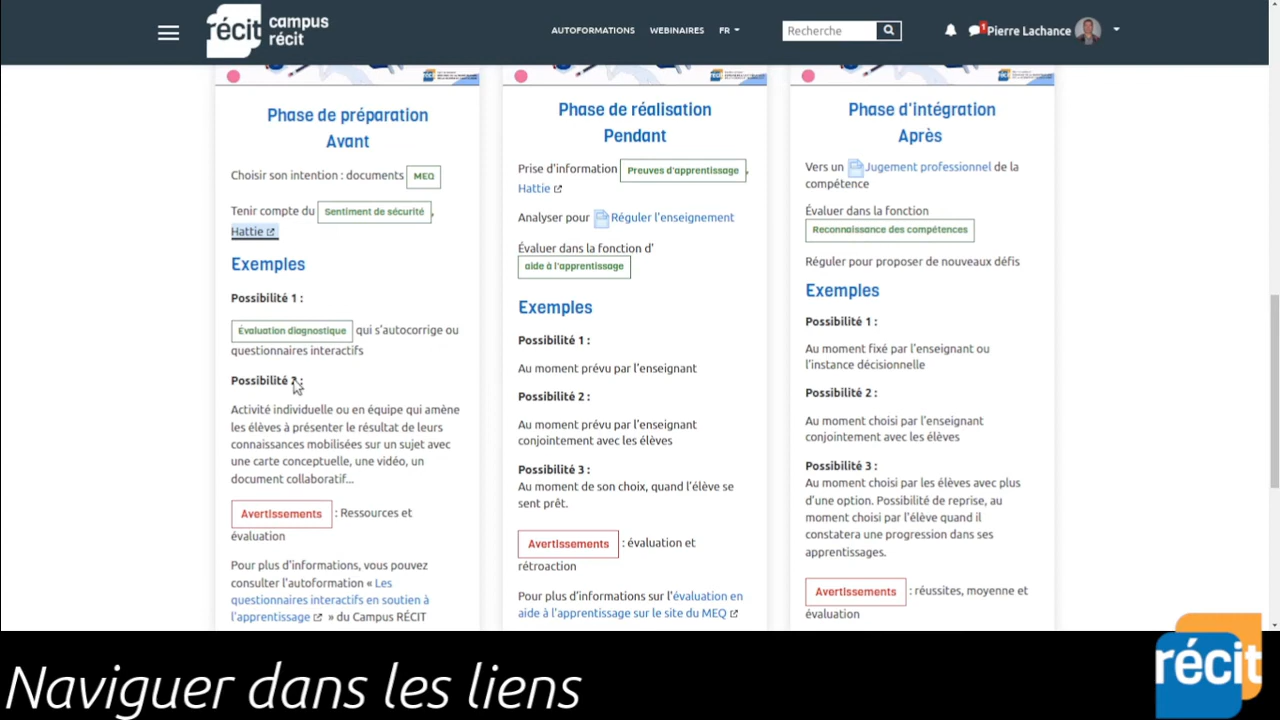 récit campus récit
AUTOFORMATIONS WEBINAIRES FR Recherche 1 Pierre Lachance
Phase de préparation
Avant
Choisir son intention : documents MEQ
Tenir compte du Sentiment de sécurité ,
Hattie
Exemples
Possibilité 1 :
Évaluation diagnostique qui s'autocorrige ou
questionnaires interactifs
Possibilité 2 :
Activité individuelle ou en équipe qui amène
les élèves à présenter le résultat de leurs
connaissances mobilisées sur un sujet avec
une carte conceptuelle, une vidéo, un
document collaboratif...
Avertissements : Ressources et
évaluation
Pour plus d'informations, vous pouvez
consulter l'autoformation « Les
questionnaires interactifs en soutien à
l'apprentissage » du Campus RÉCIT
Phase de réalisation
Pendant
Prise d'information Preuves d'apprentissage ,
Hattie
Analyser pour Réguler l'enseignement
Évaluer dans la fonction d'
aide à l'apprentissage
Exemples
Possibilité 1 :
Au moment prévu par l'enseignant
Possibilité 2 :
Au moment prévu par l'enseignant
conjointement avec les élèves
Possibilité 3 :
Au moment de son choix, quand l'élève se
sent prêt.
Avertissements : évaluation et
rétroaction
Pour plus d'informations sur l'évaluation en
aide à l'apprentissage sur le site du MEQ
Phase d'intégration
Après
Vers un Jugement professionnel de la
compétence
Évaluer dans la fonction
Reconnaissance des compétences
Réguler pour proposer de nouveaux défis
Exemples
Possibilité 1 :
Au moment fixé par l'enseignant ou
l'instance décisionnelle
Possibilité 2 :
Au moment choisi par l'enseignant
conjointement avec les élèves
Possibilité 3 :
Au moment choisi par les élèves avec plus
d'une option. Possibilité de reprise, au
moment choisi par l'élève quand il
constatera une progression dans ses
apprentissages.
Avertissements : réussites, moyenne et
évaluation
Naviguer dans les liens
récit